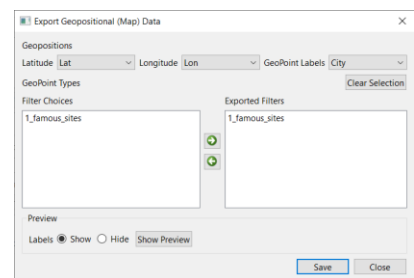 Export Geopositional (Map) Data
Geopositions
Latitude Lat Longitude Lon GeoPoint Labels City
GeoPoint Types Clear Selection
Filter Choices Exported Filters
1_famous_sites 1_famous_sites
Preview
Labels Show Hide Show Preview
Save Close